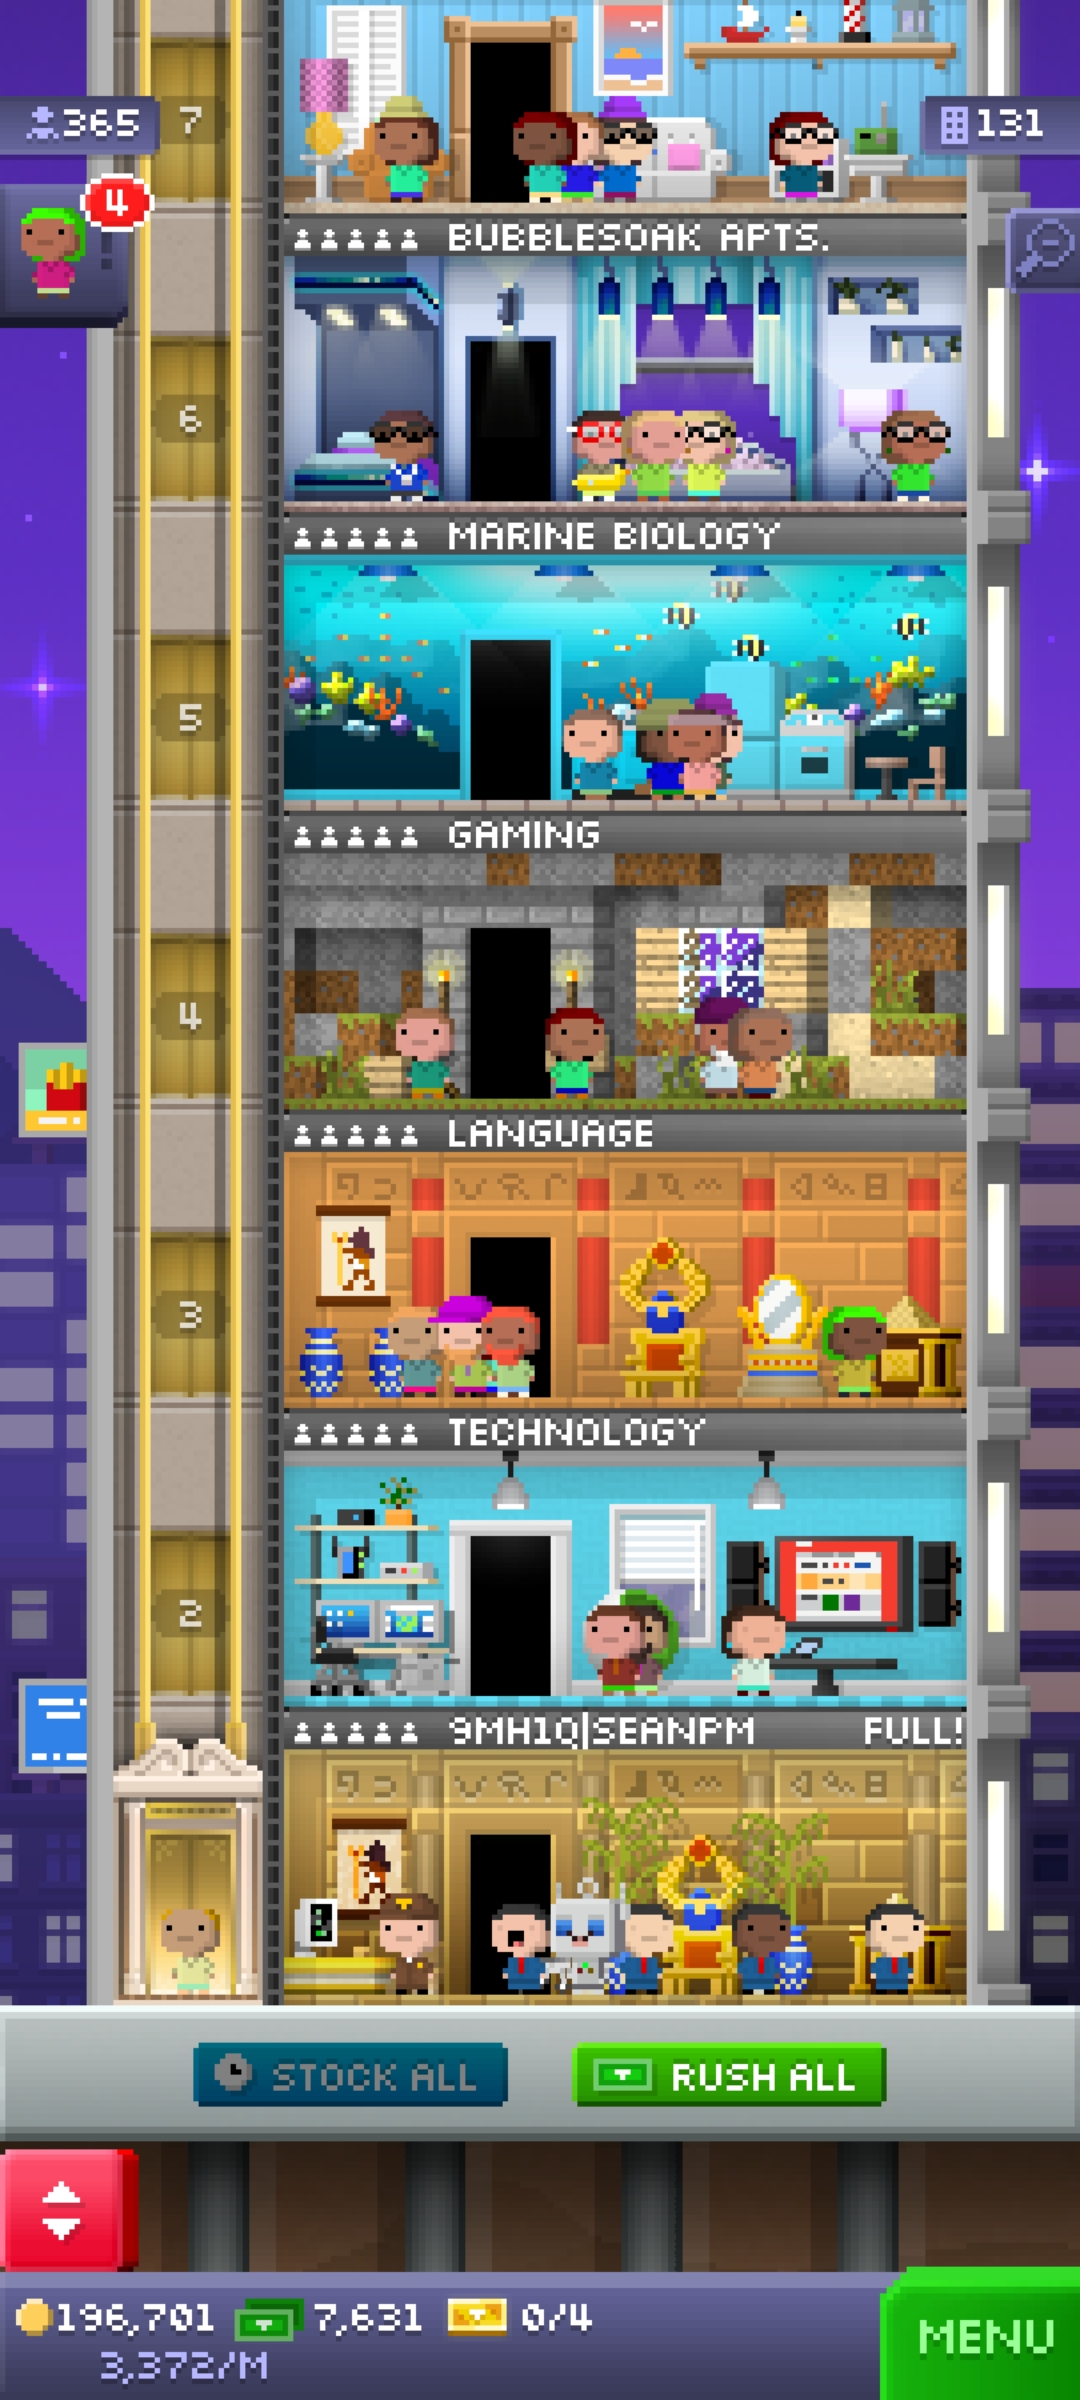 365
7
131
4
BUBBLESOAK APTS.
6
MARINE BIOLOGY
5
GAMING
4
LANGUAGE
3
TECHNOLOGY
2
9MH1Q|SEANPM FULL!
STOCK ALL
RUSH ALL
196,701 7,631 0/4
3,372/M
MENU